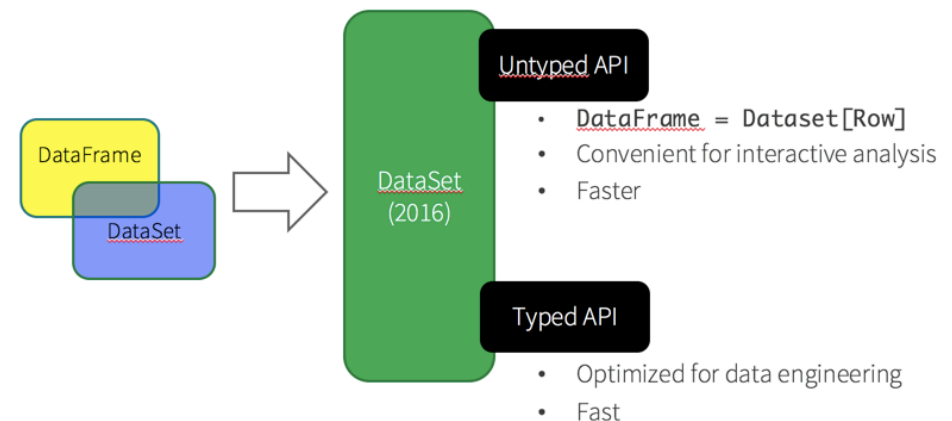 DataFrame
DataSet
DataSet
(2016)
Untyped API
• DataFrame = Dataset[Row]
• Convenient for interactive analysis
• Faster
Typed API
• Optimized for data engineering
• Fast